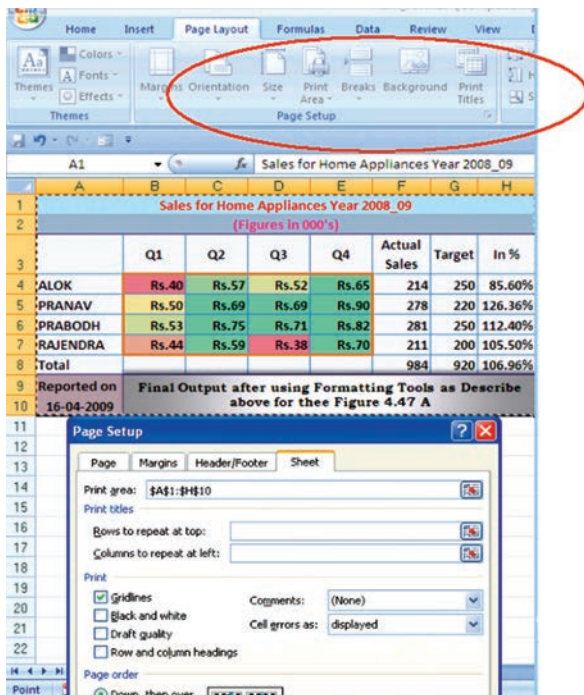 Home Insert Page Layout Formulas Data Review View
Colors
Fonts
Effects
Themes
Margins Orientation Size Print Area Breaks Background Print Titles
Themes Page Setup
A1 fx Sales for Home Appliances Year 2008_09
A B C D E F G H
1 Sales for Home Appliances Year 2008_09
2 (Figures in 000's)
3 Q1 Q2 Q3 Q4 Actual Sales Target In %
4 ALOK Rs.40 Rs.57 Rs.52 Rs.65 214 250 85.60%
5 PRANAV Rs.50 Rs.69 Rs.69 Rs.90 278 220 126.36%
6 PRABODH Rs.53 Rs.75 Rs.71 Rs.82 281 250 112.40%
7 RAJENDRA Rs.44 Rs.59 Rs.38 Rs.70 211 200 105.50%
8 Total 984 920 106.96%
9 Reported on Final Output after using Formatting Tools as Describe
10 16-04-2009 above for thee Figure 4.47 A
11
12
13
14
15
16
17
18
19
20
21
22
Page Setup
Page Margins Header/Footer Sheet
Print area: $A$1:$H$10
Print titles
Rows to repeat at top:
Columns to repeat at left:
Print
Gridlines Comments: (None)
Black and white Cell errors as: displayed
Draft quality
Row and column headings
Page order
Down, then over
Point